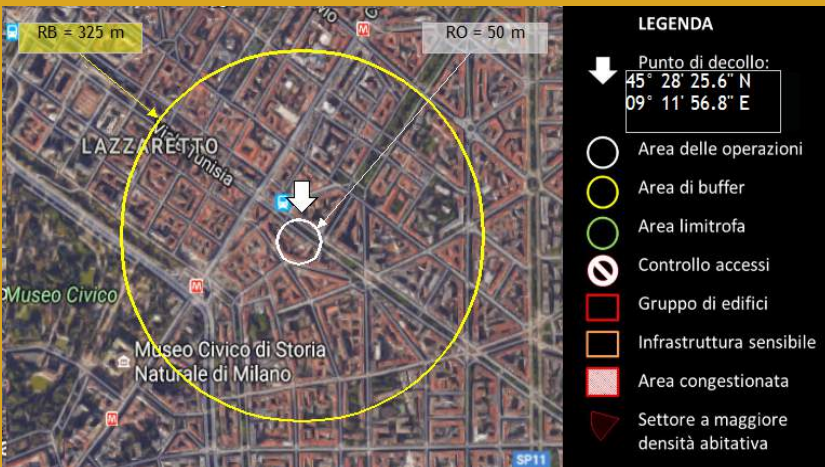 RB = 325 m
RO = 50 m
LAZZARETTO
Viale Tunisia
M
M
M
Museo Civico
Museo Civico di Storia
Naturale di Milano
SP11
LEGENDA
Punto di decollo:
45° 28' 25.6" N
09° 11' 56.8" E
Area delle operazioni
Area di buffer
Area limitrofa
Controllo accessi
Gruppo di edifici
Infrastruttura sensibile
Area congestionata
Settore a maggiore
densità abitativa